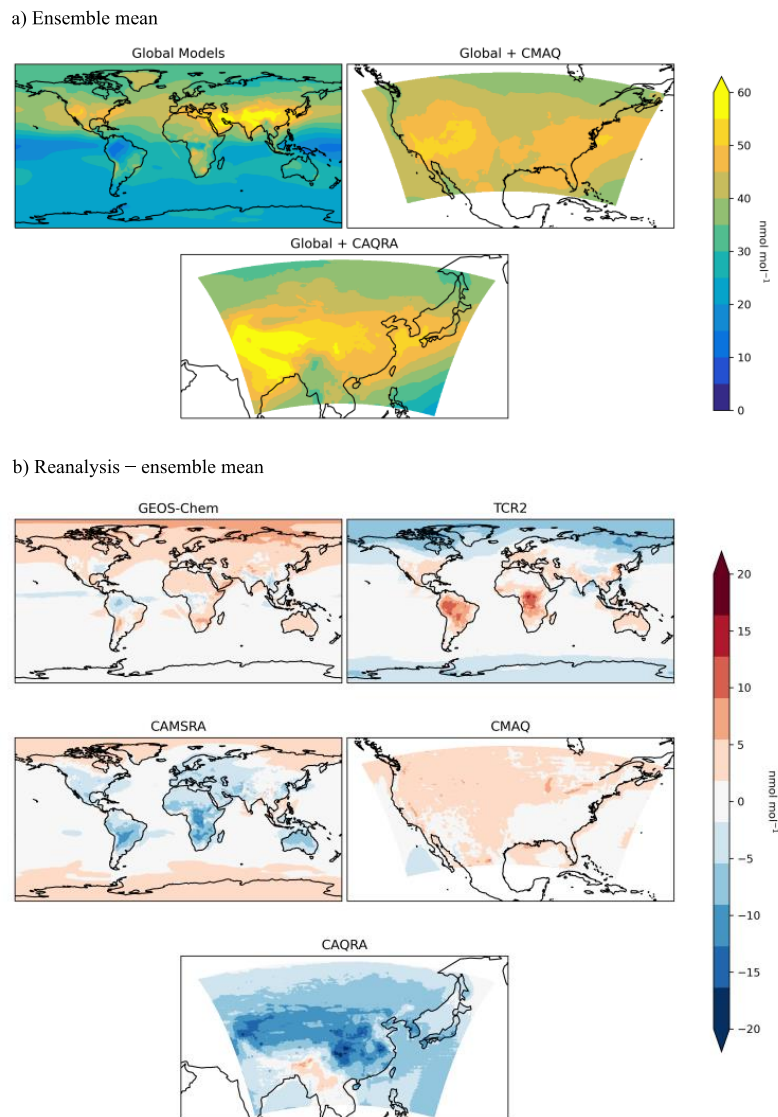 a) Ensemble mean
Global Models
Global + CMAQ
Global + CAQRA
60
50
40
30
20
10
0
nmol mol⁻¹
b) Reanalysis − ensemble mean
GEOS-Chem
TCR2
CAMSRA
CMAQ
CAQRA
20
15
10
5
0
−5
−10
−15
−20
nmol mol⁻¹